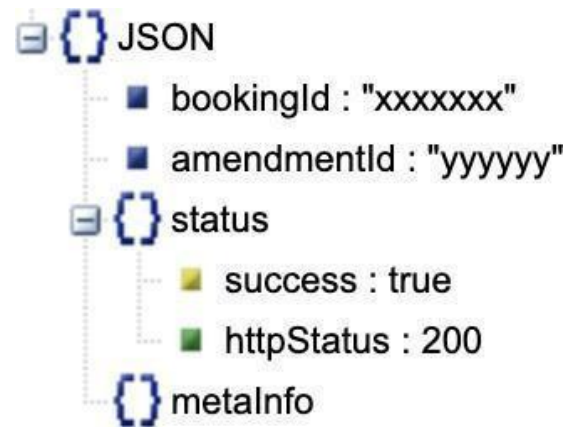 JSON
bookingId : "xxxxxxx"
amendmentId : "yyyyyy"
status
success : true
httpStatus : 200
metaInfo